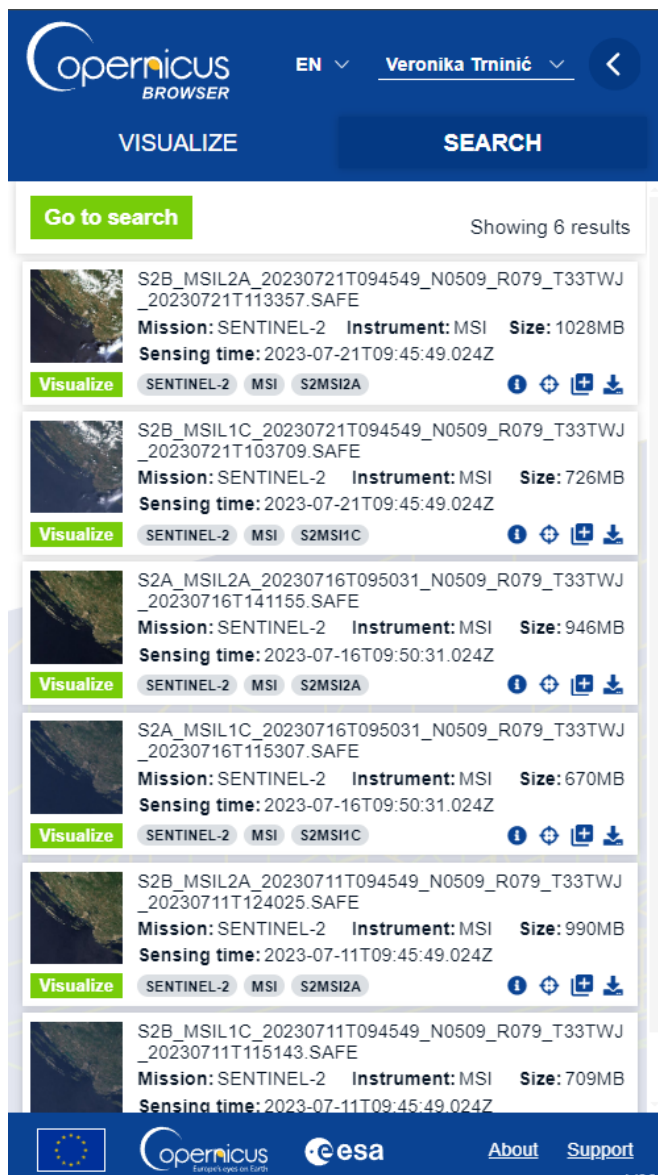 Copernicus
BROWSER
EN
Veronika Trninić
VISUALIZE
SEARCH
Go to search
Showing 6 results
S2B_MSIL2A_20230721T094549_N0509_R079_T33TWJ
_20230721T113357.SAFE
Mission: SENTINEL-2 Instrument: MSI Size: 1028MB
Sensing time: 2023-07-21T09:45:49.024Z
Visualize SENTINEL-2 MSI S2MSI2A
S2B_MSIL1C_20230721T094549_N0509_R079_T33TWJ
_20230721T103709.SAFE
Mission: SENTINEL-2 Instrument: MSI Size: 726MB
Sensing time: 2023-07-21T09:45:49.024Z
Visualize SENTINEL-2 MSI S2MSI1C
S2A_MSIL2A_20230716T095031_N0509_R079_T33TWJ
_20230716T141155.SAFE
Mission: SENTINEL-2 Instrument: MSI Size: 946MB
Sensing time: 2023-07-16T09:50:31.024Z
Visualize SENTINEL-2 MSI S2MSI2A
S2A_MSIL1C_20230716T095031_N0509_R079_T33TWJ
_20230716T115307.SAFE
Mission: SENTINEL-2 Instrument: MSI Size: 670MB
Sensing time: 2023-07-16T09:50:31.024Z
Visualize SENTINEL-2 MSI S2MSI1C
S2B_MSIL2A_20230711T094549_N0509_R079_T33TWJ
_20230711T124025.SAFE
Mission: SENTINEL-2 Instrument: MSI Size: 990MB
Sensing time: 2023-07-11T09:45:49.024Z
Visualize SENTINEL-2 MSI S2MSI2A
S2B_MSIL1C_20230711T094549_N0509_R079_T33TWJ
_20230711T115143.SAFE
Mission: SENTINEL-2 Instrument: MSI Size: 709MB
Sensing time: 2023-07-11T09:45:49.024Z
Copernicus
Europe's eyes on Earth
esa
About Support